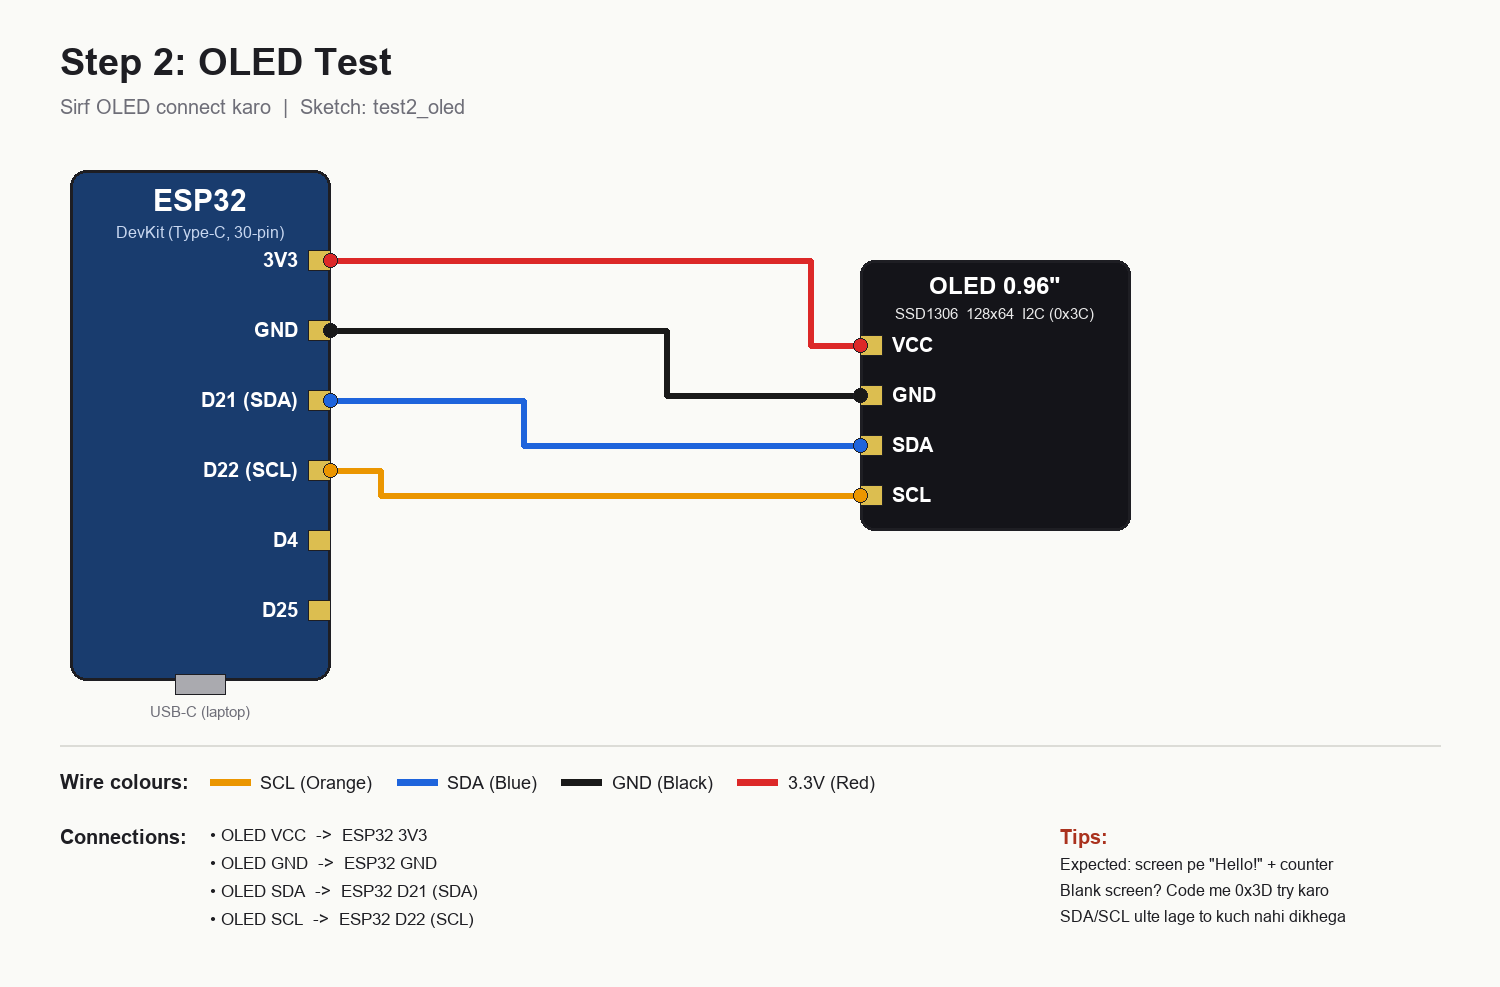 Step 2: OLED Test
Sirf OLED connect karo | Sketch: test2_oled
ESP32
DevKit (Type-C, 30-pin)
3V3
GND
D21 (SDA)
D22 (SCL)
D4
D25
USB-C (laptop)
OLED 0.96"
SSD1306 128x64 I2C (0x3C)
VCC
GND
SDA
SCL
Wire colours: SCL (Orange) SDA (Blue) GND (Black) 3.3V (Red)
Connections:
• OLED VCC -> ESP32 3V3
• OLED GND -> ESP32 GND
• OLED SDA -> ESP32 D21 (SDA)
• OLED SCL -> ESP32 D22 (SCL)
Tips:
Expected: screen pe "Hello!" + counter
Blank screen? Code me 0x3D try karo
SDA/SCL ulte lage to kuch nahi dikhega